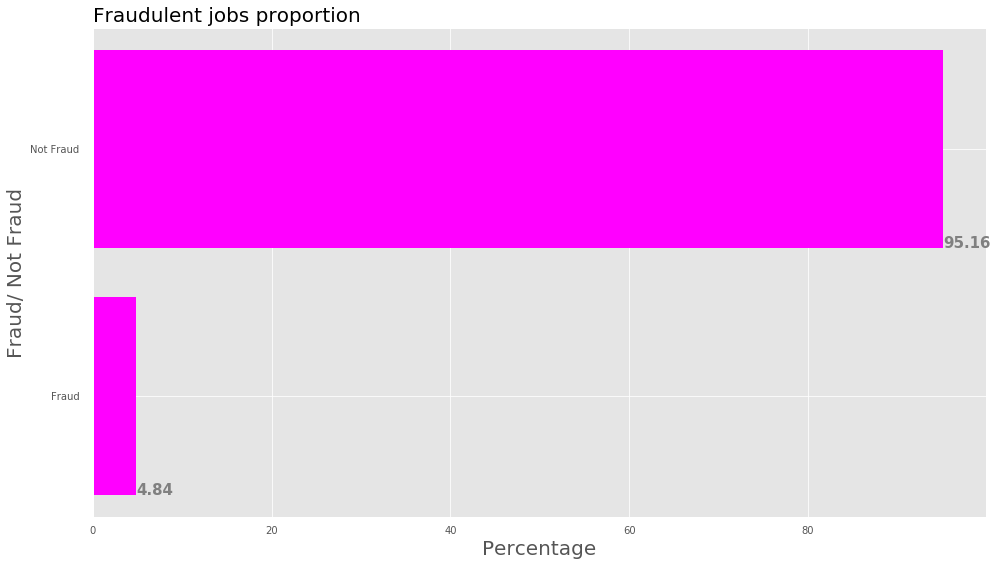 Fraudulent jobs proportion
Fraud/ Not Fraud
Not Fraud
95.16
Fraud
4.84
0 20 40 60 80
Percentage